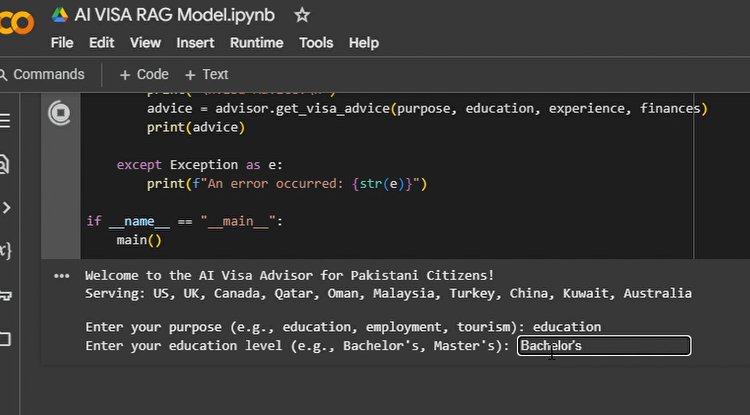 AI VISA RAG Model.ipynb
File Edit View Insert Runtime Tools Help
Commands + Code + Text
advice = advisor.get_visa_advice(purpose, education, experience, finances)
print(advice)
except Exception as e:
print(f"An error occurred: {str(e)}")
if __name__ == "__main__":
main()
Welcome to the AI Visa Advisor for Pakistani Citizens!
Serving: US, UK, Canada, Qatar, Oman, Malaysia, Turkey, China, Kuwait, Australia
Enter your purpose (e.g., education, employment, tourism): education
Enter your education level (e.g., Bachelor's, Master's): Bachelor's